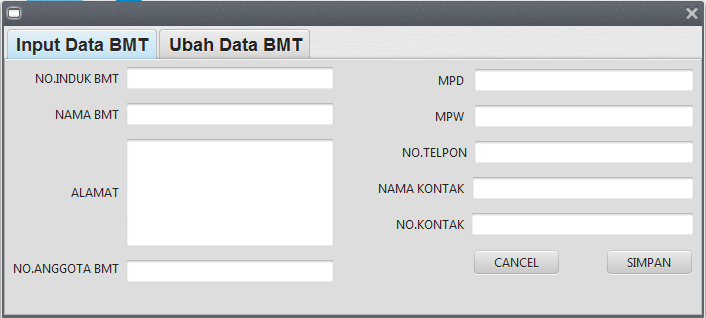 Input Data BMT
Ubah Data BMT
NO.INDUK BMT
NAMA BMT
ALAMAT
NO.ANGGOTA BMT
MPD
MPW
NO.TELPON
NAMA KONTAK
NO.KONTAK
CANCEL
SIMPAN